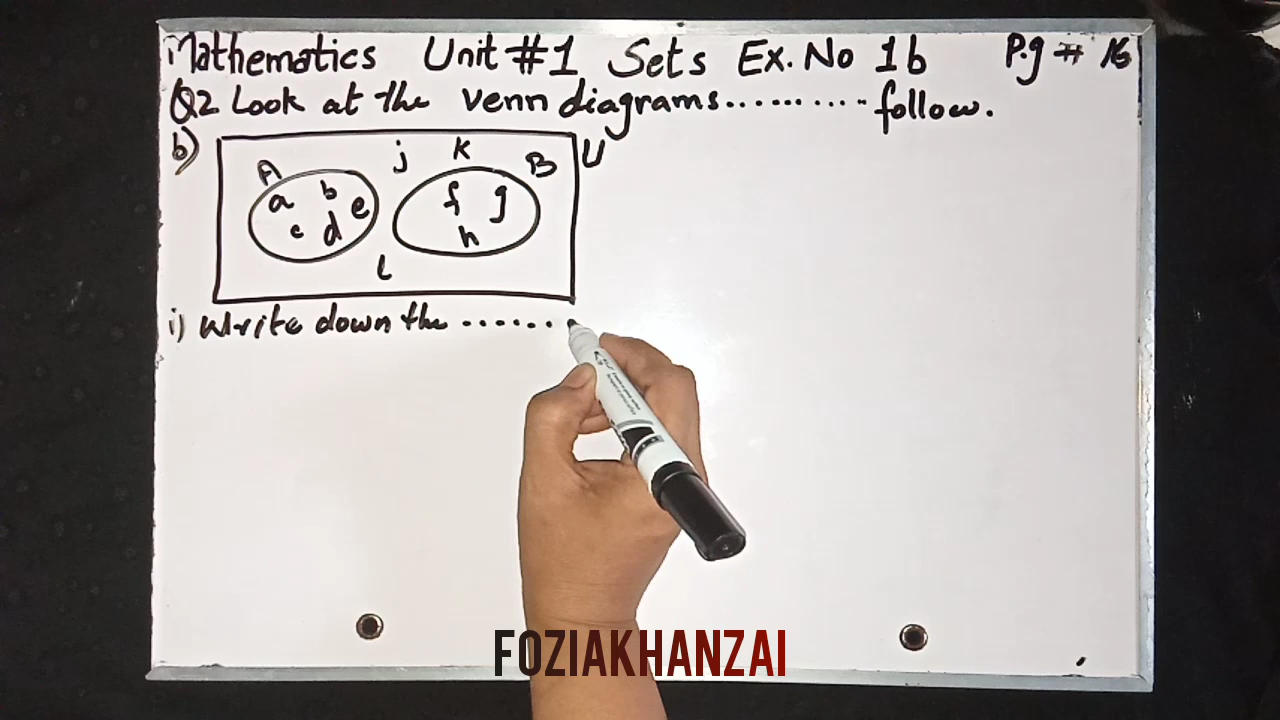 Mathematics Unit #1 Sets Ex. No 1b P.g # 16
Q2 Look at the venn diagrams.......... follow.
b)
j k U
A B
a b e f g
c d h
l
i) Write down the .......
FOZIAKHANZAI